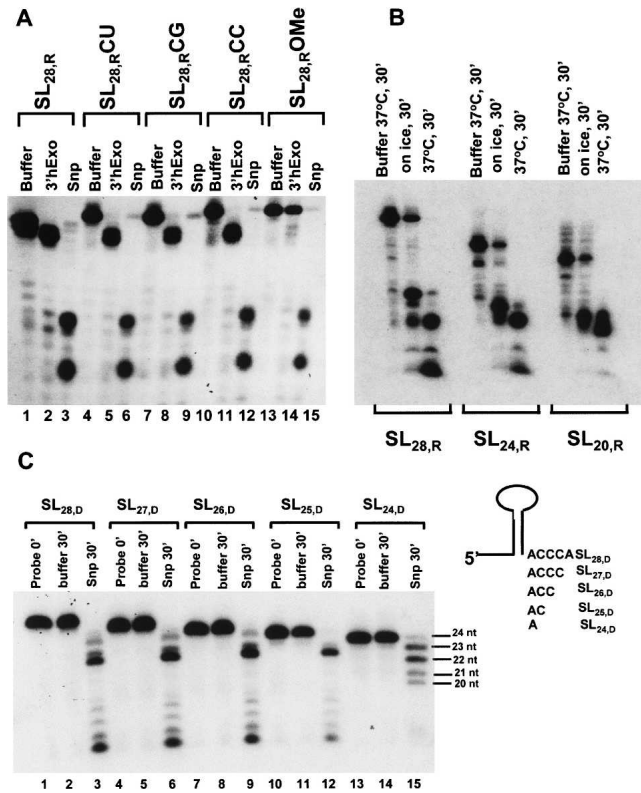 A
SL28,R SL28,RCU SL28,RCG SL28,RCC SL28,ROMe
Buffer 3'hExo Snp Buffer 3'hExo Snp Buffer 3'hExo Snp Buffer 3'hExo Snp Buffer 3'hExo Snp
1 2 3 4 5 6 7 8 9 10 11 12 13 14 15
B
Buffer 37ºC, 30' on ice, 30' 37ºC, 30' Buffer 37ºC, 30' on ice, 30' 37ºC, 30' Buffer 37ºC, 30' on ice, 30' 37ºC, 30'
SL28,R SL24,R SL20,R
C
SL28,D SL27,D SL26,D SL25,D SL24,D
Probe 0' buffer 30' Snp 30' Probe 0' buffer 30' Snp 30' Probe 0' buffer 30' Snp 30' Probe 0' buffer 30' Snp 30' Probe 0' buffer 30' Snp 30'
24 nt
23 nt
22 nt
21 nt
20 nt
1 2 3 4 5 6 7 8 9 10 11 12 13 14 15
5'
ACCCA SL28,D
ACCC SL27,D
ACC SL26,D
AC SL25,D
A SL24,D